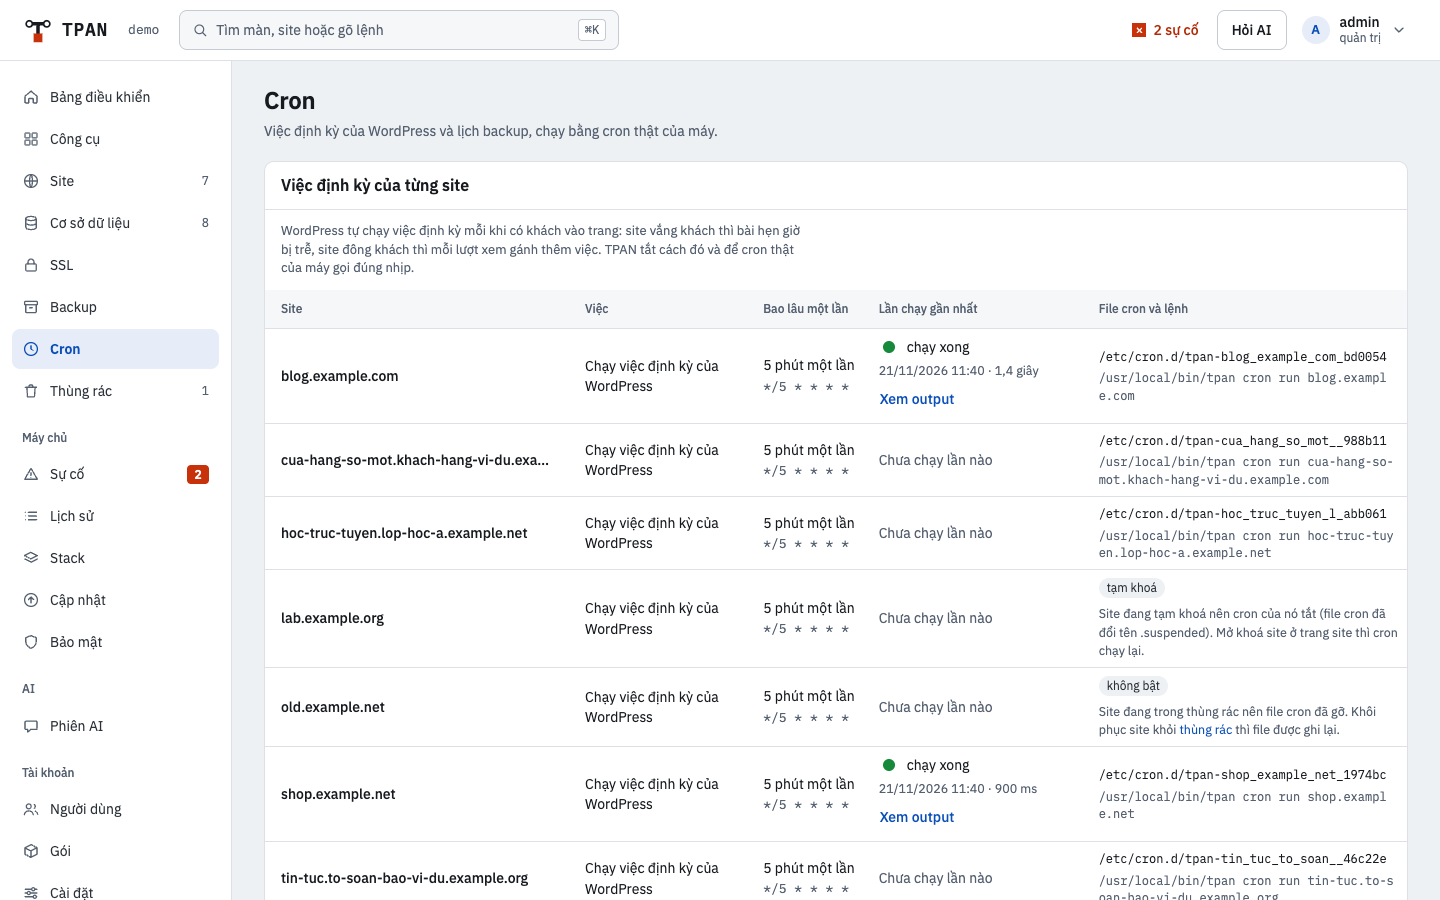 TPAN demo Tìm màn, site hoặc gõ lệnh ⌘K 2 sự cố Hỏi AI A admin
quản trị
Bảng điều khiển
Công cụ
Site 7
Cơ sở dữ liệu 8
SSL
Backup
Cron
Thùng rác 1
Máy chủ
Sự cố 2
Lịch sử
Stack
Cập nhật
Bảo mật
AI
Phiên AI
Tài khoản
Người dùng
Gói
Cài đặt
Cron
Việc định kỳ của WordPress và lịch backup, chạy bằng cron thật của máy.
Việc định kỳ của từng site
WordPress tự chạy việc định kỳ mỗi khi có khách vào trang: site vắng khách thì bài hẹn giờ
bị trễ, site đông khách thì mỗi lượt xem gánh thêm việc. TPAN tắt cách đó và để cron thật
của máy gọi đúng nhịp.
Site Việc Bao lâu một lần Lần chạy gần nhất File cron và lệnh
blog.example.com
Chạy việc định kỳ của
WordPress
5 phút một lần
*/5 * * * *
chạy xong
21/11/2026 11:40 · 1,4 giây
Xem output
/etc/cron.d/tpan-blog_example_com_bd0054
/usr/local/bin/tpan cron run blog.exampl
e.com
cua-hang-so-mot.khach-hang-vi-du.exa...
Chạy việc định kỳ của
WordPress
5 phút một lần
*/5 * * * *
Chưa chạy lần nào
/etc/cron.d/tpan-cua_hang_so_mot__988b11
/usr/local/bin/tpan cron run cua-hang-so-
mot.khach-hang-vi-du.example.com
hoc-truc-tuyen.lop-hoc-a.example.net
Chạy việc định kỳ của
WordPress
5 phút một lần
*/5 * * * *
Chưa chạy lần nào
/etc/cron.d/tpan-hoc_truc_tuyen_l_abb061
/usr/local/bin/tpan cron run hoc-truc-tuy
en.lop-hoc-a.example.net
lab.example.org
Chạy việc định kỳ của
WordPress
5 phút một lần
*/5 * * * *
Chưa chạy lần nào
tạm khoá
Site đang tạm khoá nên cron của nó tắt (file cron đã
đổi tên .suspended). Mở khoá site ở trang site thì cron
chạy lại.
old.example.net
Chạy việc định kỳ của
WordPress
5 phút một lần
*/5 * * * *
Chưa chạy lần nào
không bật
Site đang trong thùng rác nên file cron đã gỡ. Khôi
phục site khỏi thùng rác thì file được ghi lại.
shop.example.net
Chạy việc định kỳ của
WordPress
5 phút một lần
*/5 * * * *
chạy xong
21/11/2026 11:40 · 900 ms
Xem output
/etc/cron.d/tpan-shop_example_net_1974bc
/usr/local/bin/tpan cron run shop.exampl
e.net
tin-tuc.to-soan-bao-vi-du.example.org
Chạy việc định kỳ của
WordPress
5 phút một lần
*/5 * * * *
Chưa chạy lần nào
/etc/cron.d/tpan-tin_tuc_to_soan__46c22e
/usr/local/bin/tpan cron run tin-tuc.to-s
oan-bao-vi-du.example.org